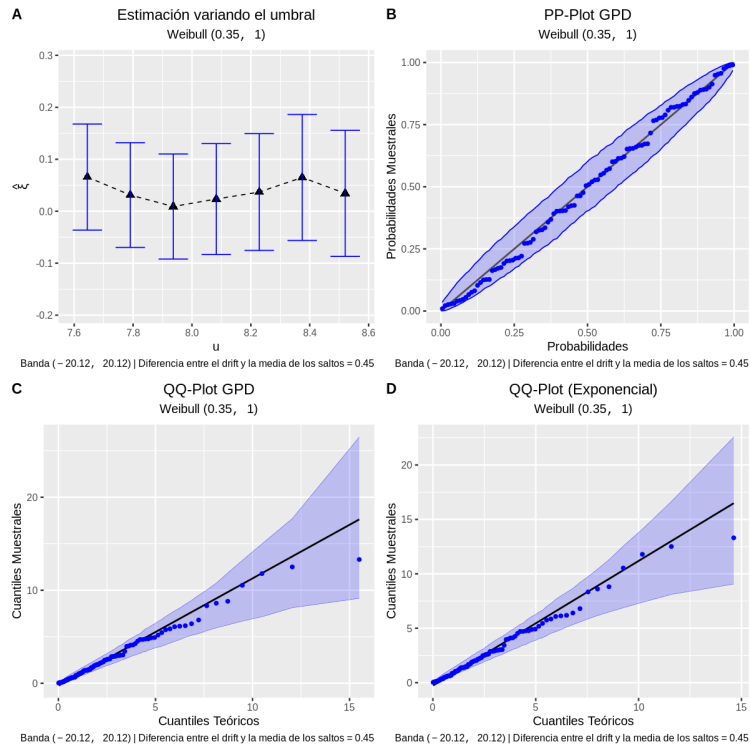 A
Estimación variando el umbral
Weibull (0.35, 1)
0.3
0.2
0.1
0.0
-0.1
-0.2
ξ̂
7.6 7.8 8.0 8.2 8.4 8.6
u
Banda (−20.12, 20.12) | Diferencia entre el drift y la media de los saltos = 0.45
B
PP-Plot GPD
Weibull (0.35, 1)
1.00
0.75
0.50
0.25
0.00
Probabilidades Muestrales
0.00 0.25 0.50 0.75 1.00
Probabilidades
Banda (−20.12, 20.12) | Diferencia entre el drift y la media de los saltos = 0.45
C
QQ-Plot GPD
Weibull (0.35, 1)
20
10
0
Cuantiles Muestrales
0 5 10 15
Cuantiles Teóricos
Banda (−20.12, 20.12) | Diferencia entre el drift y la media de los saltos = 0.45
D
QQ-Plot (Exponencial)
Weibull (0.35, 1)
20
15
10
5
0
Cuantiles Muestrales
0 5 10 15
Cuantiles Teóricos
Banda (−20.12, 20.12) | Diferencia entre el drift y la media de los saltos = 0.45